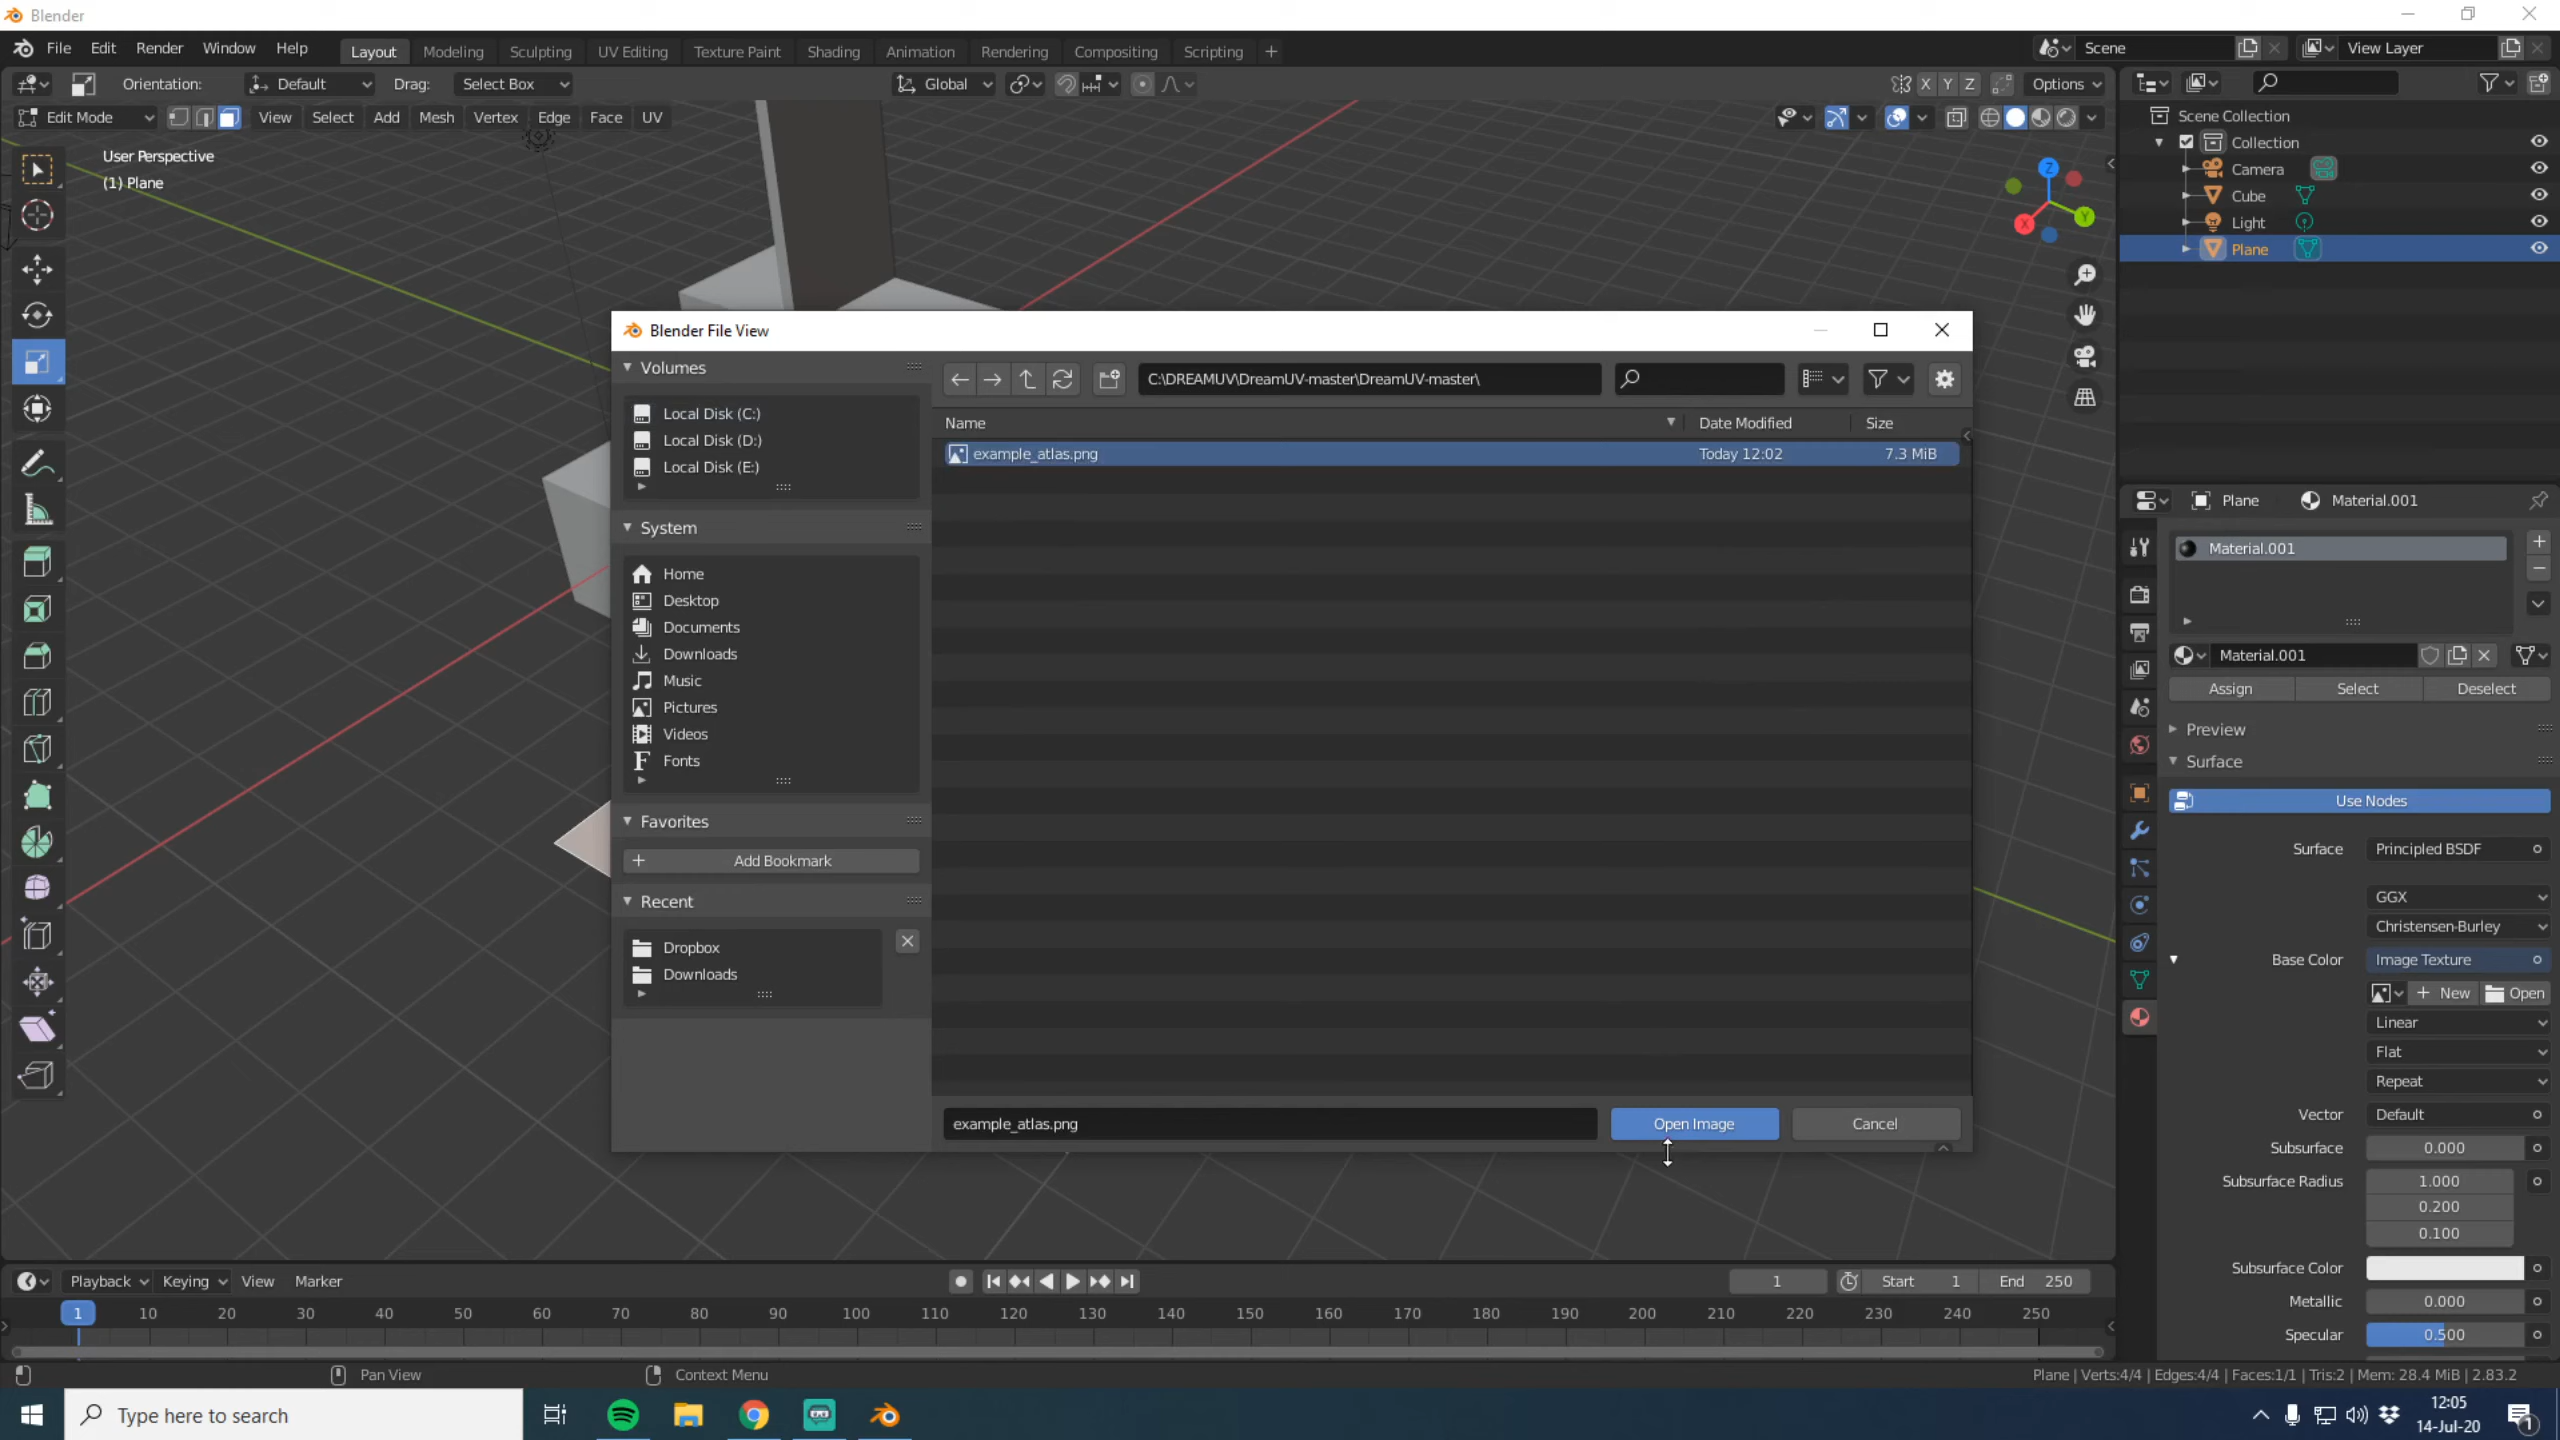 Blender
File Edit Render Window Help Layout Modeling Sculpting UV Editing Texture Paint Shading Animation Rendering Compositing Scripting + Scene View Layer
Orientation: Default Drag: Select Box Global X Y Z Options
Edit Mode View Select Add Mesh Vertex Edge Face UV
User Perspective
(1) Plane
Z
Y
X
Scene Collection
Collection
Camera
Cube
Light
Plane
Blender File View
Volumes
Local Disk (C:)
Local Disk (D:)
Local Disk (E:)
System
Home
Desktop
Documents
Downloads
Music
Pictures
Videos
Fonts
Favorites
+ Add Bookmark
Recent
Dropbox
Downloads
C:\DREAMUV\DreamUV-master\DreamUV-master\
Name Date Modified Size
example_atlas.png Today 12:02 7.3 MiB
example_atlas.png Open Image Cancel
Plane Material.001
Material.001
Material.001
Assign Select Deselect
Preview
Surface
Use Nodes
Surface Principled BSDF
GGX
Christensen-Burley
Base Color Image Texture
+ New Open
Linear
Flat
Repeat
Vector Default
Subsurface 0.000
Subsurface Radius 1.000
0.200
0.100
Subsurface Color
Metallic 0.000
Specular 0.500
Playback Keying View Marker 1 Start 1 End 250
1 10 20 30 40 50 60 70 80 90 100 110 120 130 140 150 160 170 180 190 200 210 220 230 240 250
Pan View Context Menu Plane | Verts:4/4 | Edges:4/4 | Faces:1/1 | Tris:2 | Mem: 28.4 MiB | 2.83.2
Type here to search
12:05
14-Jul-20
1